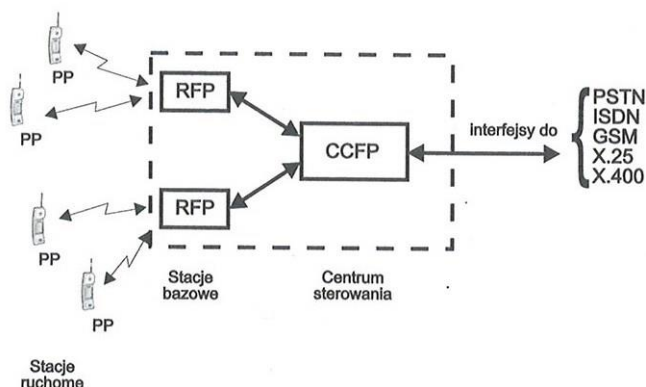 PP
PP
PP
PP
RFP
RFP
CCFP
interfejsy do
PSTN
ISDN
GSM
X.25
X.400
Stacje
bazowe
Centrum
sterowania
Stacje
ruchome